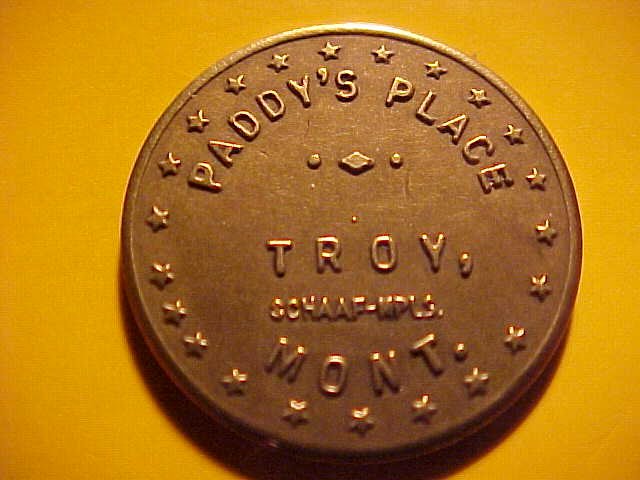 PADDY'S PLACE
TROY,
SCHAAF-MPLS.
MONT.